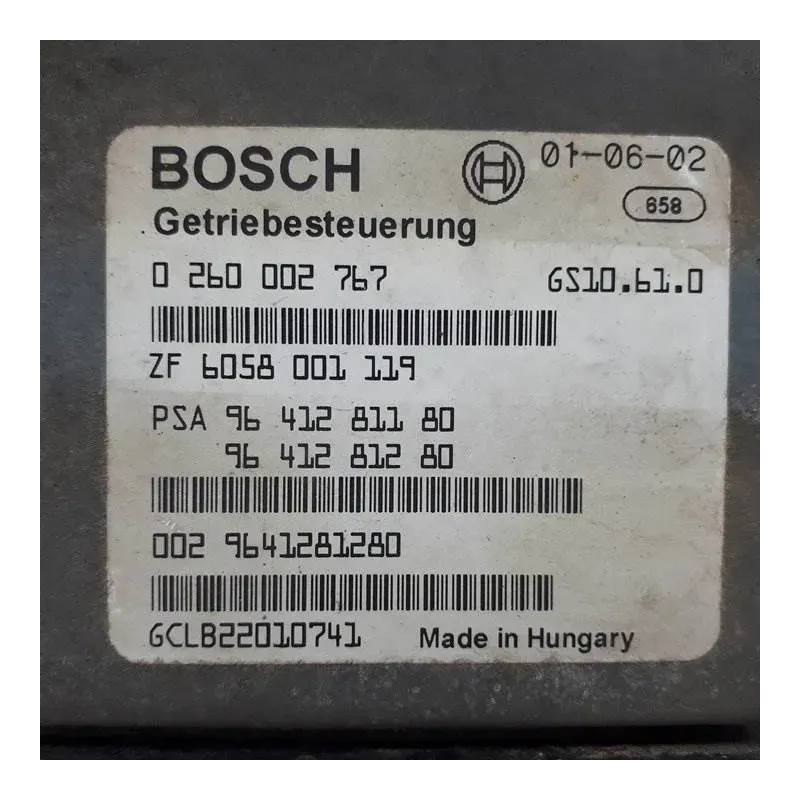 BOSCH 01-06-02
658
Getriebesteuerung
0 260 002 767 GS10.61.0
ZF 6058 001 119
PSA 96 412 811 80
96 412 812 80
002 9641281280
GCLB22010741 Made in Hungary